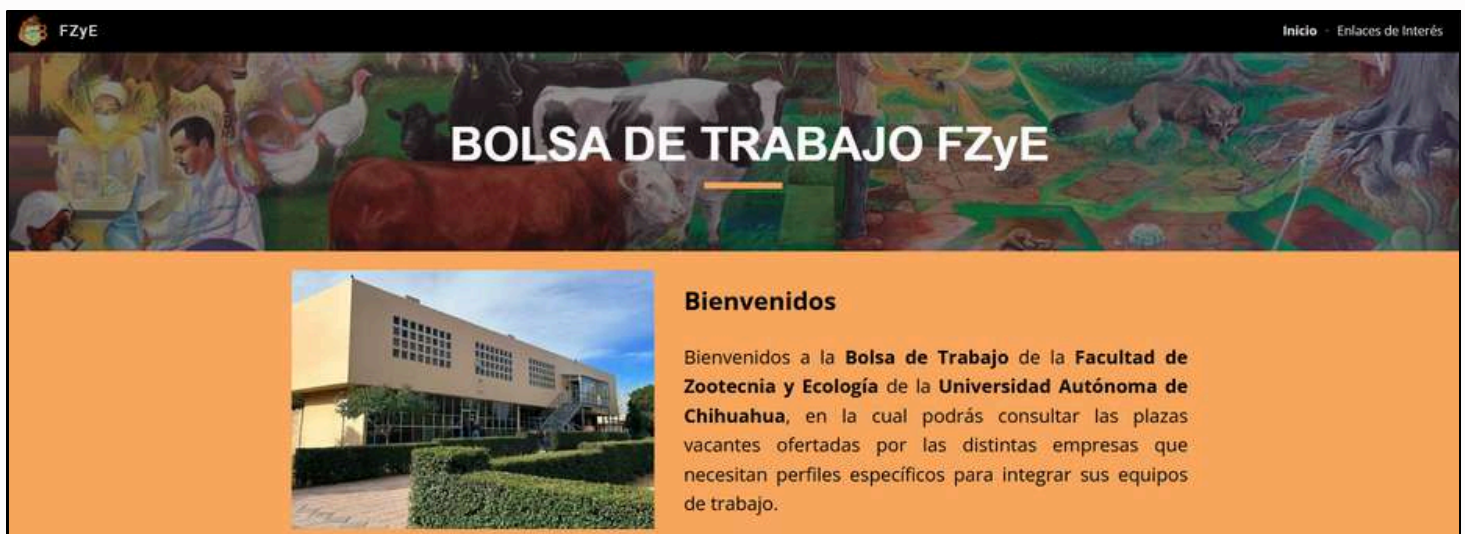 FZyE
Inicio
Enlaces de Interés
BOLSA DE TRABAJO FZyE
Bienvenidos
Bienvenidos a la Bolsa de Trabajo de la Facultad de
Zootecnia y Ecología de la Universidad Autónoma de
Chihuahua, en la cual podrás consultar las plazas
vacantes ofertadas por las distintas empresas que
necesitan perfiles específicos para integrar sus equipos
de trabajo.